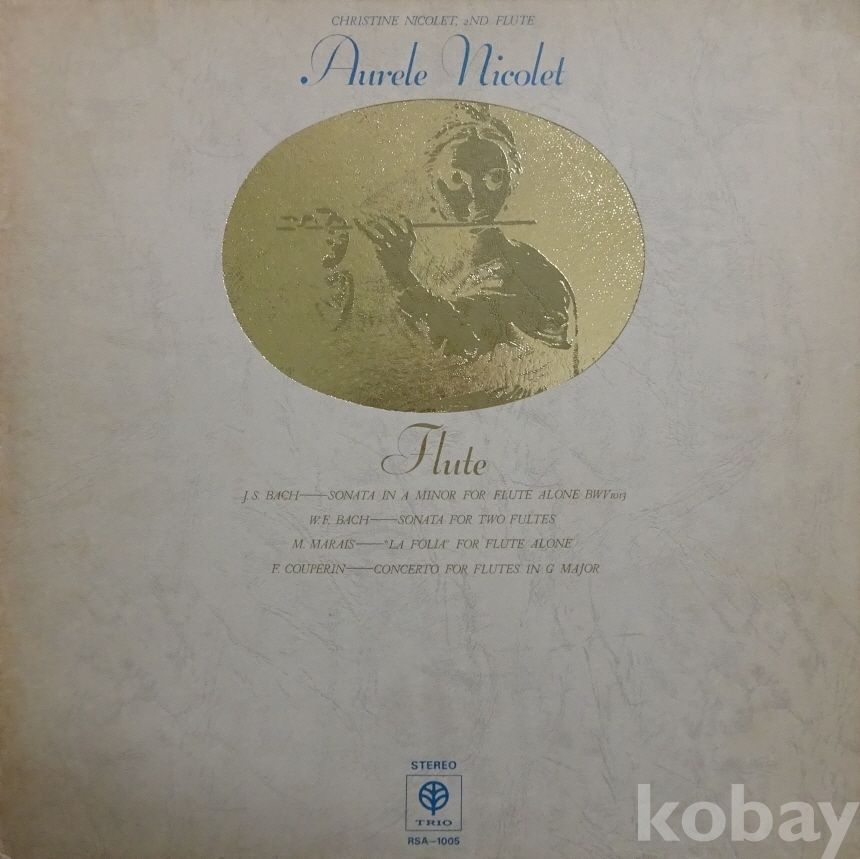 CHRISTINE NICOLET, 2ND FLUTE
Aurele Nicolet
Flute
J. S. BACH——SONATA IN A MINOR FOR FLUTE ALONE BWV1013
W. F. BACH——SONATA FOR TWO FULTES
M. MARAIS——"LA FOLIA" FOR FLUTE ALONE
F. COUPERIN——CONCERTO FOR FLUTES IN G MAJOR
STEREO
TRIO
RSA-1005
kobay